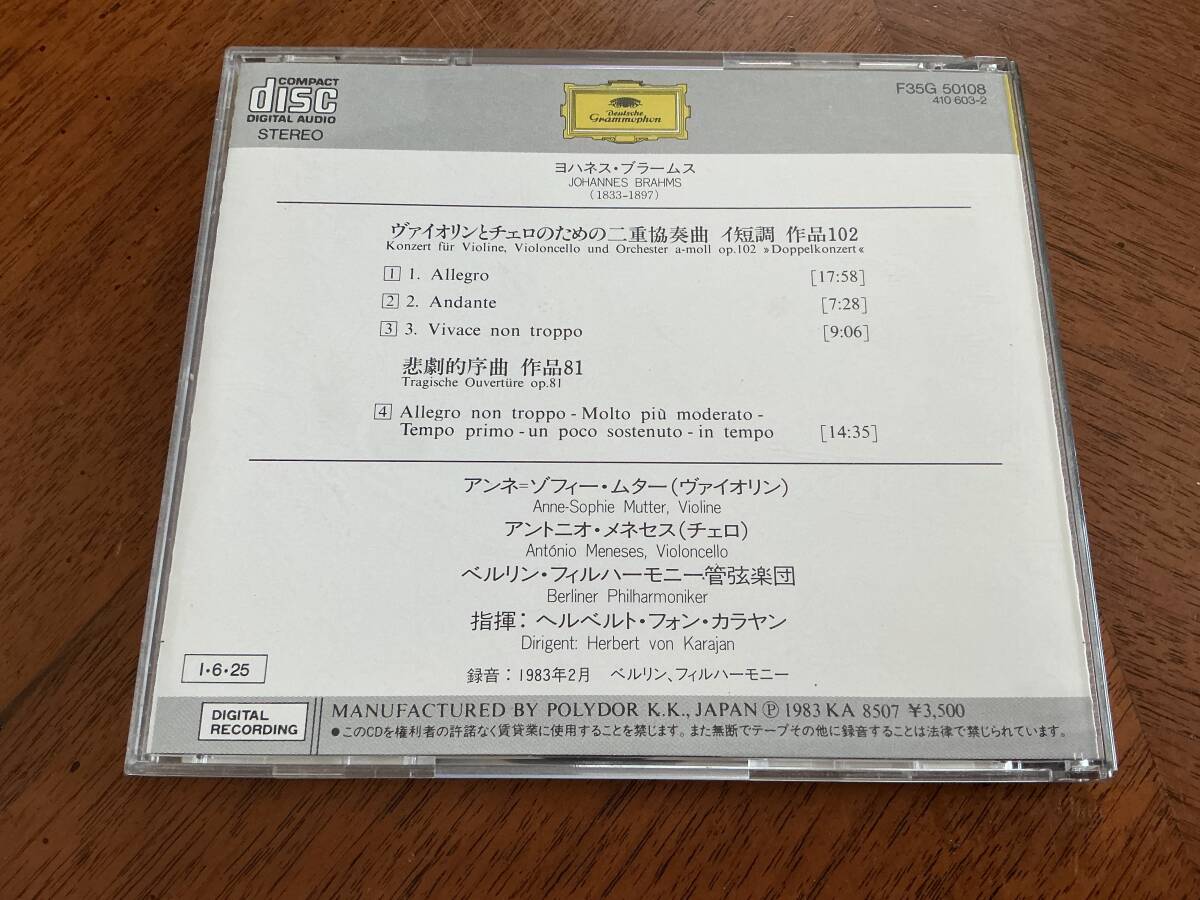 COMPACT
disc
DIGITAL AUDIO
STEREO
Deutsche
Grammophon
F35G 50108
410 603-2
ヨハネス・ブラームス
JOHANNES BRAHMS
(1833-1897)
ヴァイオリンとチェロのための二重協奏曲 イ短調 作品102
Konzert für Violine, Violoncello und Orchester a-moll op.102 »Doppelkonzert«
1 1. Allegro [17:58]
2 2. Andante [7:28]
3 3. Vivace non troppo [9:06]
悲劇的序曲 作品81
Tragische Ouvertüre op.81
4 Allegro non troppo - Molto più moderato -
Tempo primo - un poco sostenuto - in tempo [14:35]
アンネ=ゾフィー・ムター(ヴァイオリン)
Anne-Sophie Mutter, Violine
アントニオ・メネセス(チェロ)
António Meneses, Violoncello
ベルリン・フィルハーモニー管弦楽団
Berliner Philharmoniker
指揮: ヘルベルト・フォン・カラヤン
Dirigent: Herbert von Karajan
録音:1983年2月 ベルリン、フィルハーモニー
1・6・25
DIGITAL
RECORDING
MANUFACTURED BY POLYDOR K.K., JAPAN Ⓟ 1983 KA 8507 ¥3,500
●このCDを権利者の許諾なく賃貸業に使用することを禁じます。また無断でテープその他に録音することは法律で禁じられています。